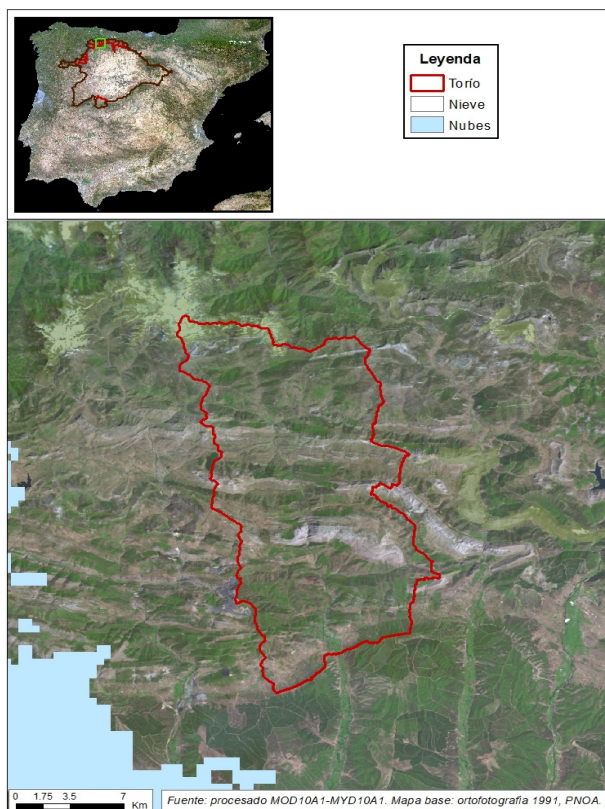 Leyenda
Torío
Nieve
Nubes
0 1.75 3.5 7
Km
Fuente: procesado MOD10A1-MYD10A1. Mapa base: ortofotografía 1991, PNOA